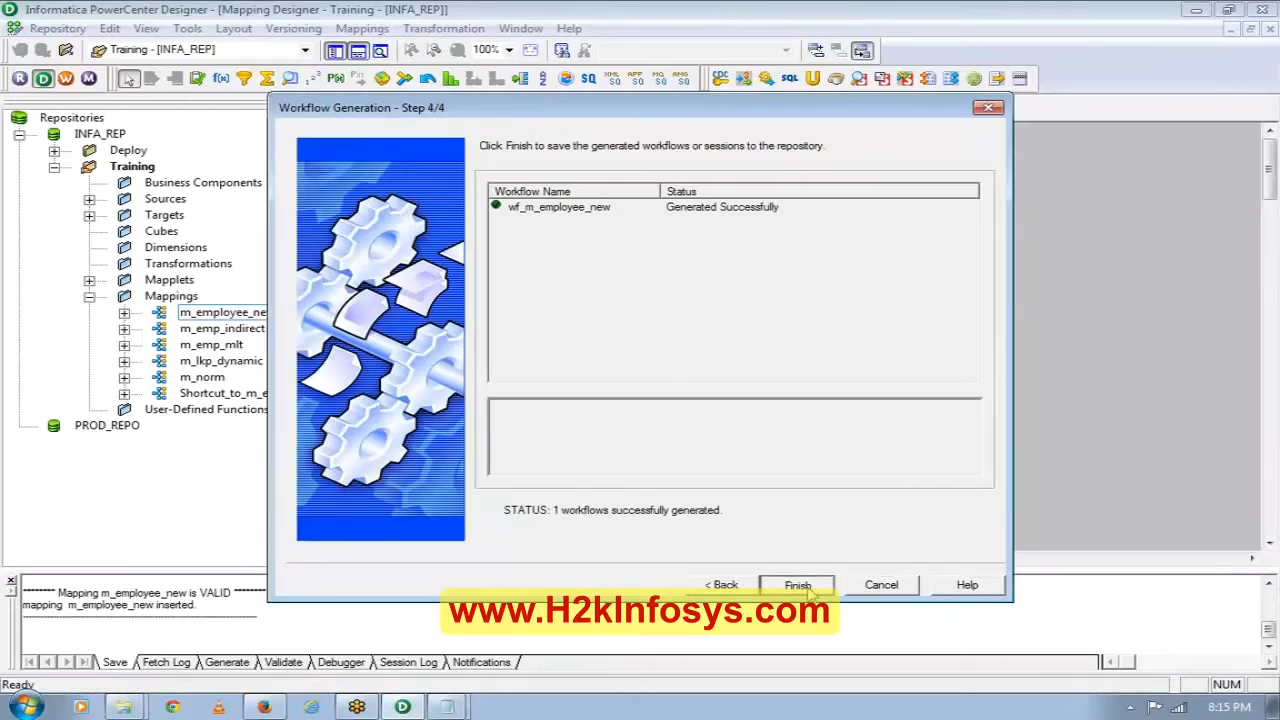 Informatica PowerCenter Designer - [Mapping Designer - Training - [INFA_REP]]
Repository Edit View Tools Layout Versioning Mappings Transformation Window Help
Training - [INFA_REP] 100%
Workflow Generation - Step 4/4
Click Finish to save the generated workflows or sessions to the repository.
Workflow Name Status
wf_m_employee_new Generated Successfully
STATUS: 1 workflows successfully generated.
< Back Finish Cancel Help
Repositories
INFA_REP
Deploy
Training
Business Components
Sources
Targets
Cubes
Dimensions
Transformations
Mapplets
Mappings
m_employee_ne
m_emp_indirect
m_emp_mlt
m_lkp_dynamic
m_norm
Shortcut_to_m_e
User-Defined Functions
PROD_REPO
******** Mapping m_employee_new is VALID ********
mapping m_employee_new inserted.
www.H2kInfosys.com
Save Fetch Log Generate Validate Debugger Session Log Notifications
Ready NUM
8:15 PM